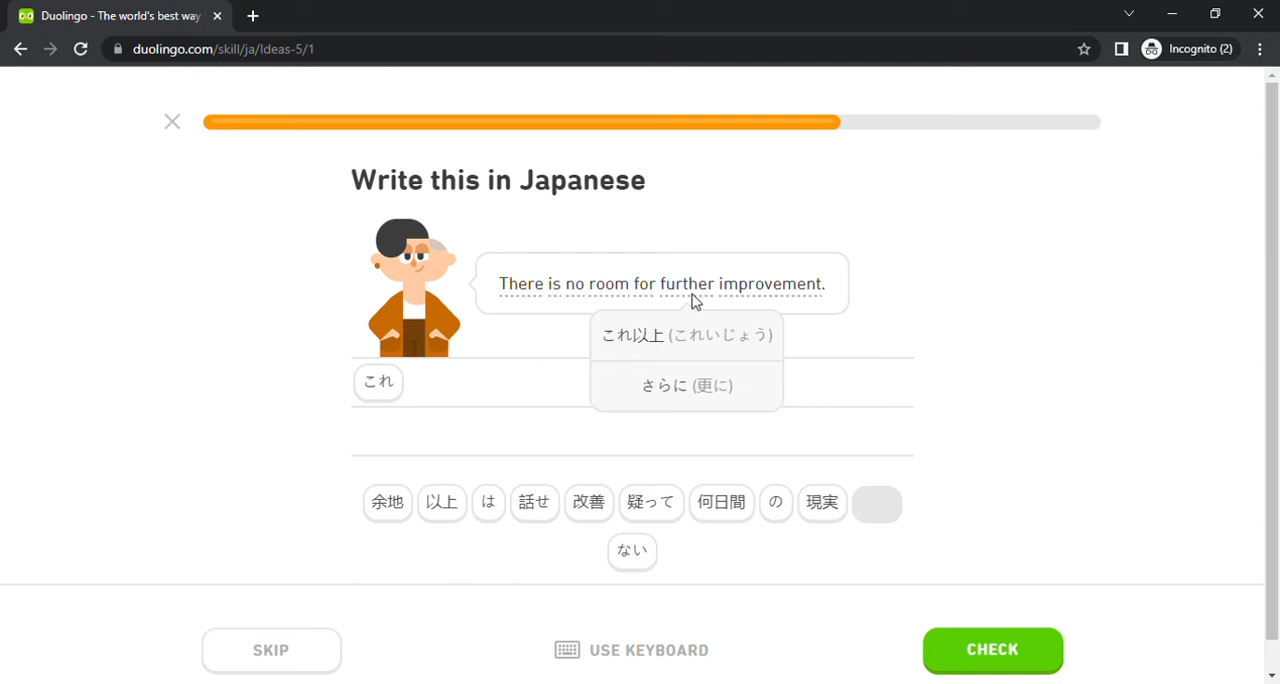 Duolingo - The world's best way
duolingo.com/skill/ja/Ideas-5/1
Incognito (2)
Write this in Japanese
There is no room for further improvement.
これ以上 (これいじょう)
さらに (更に)
これ
余地 以上 は 話せ 改善 疑って 何日間 の 現実
ない
SKIP
USE KEYBOARD
CHECK